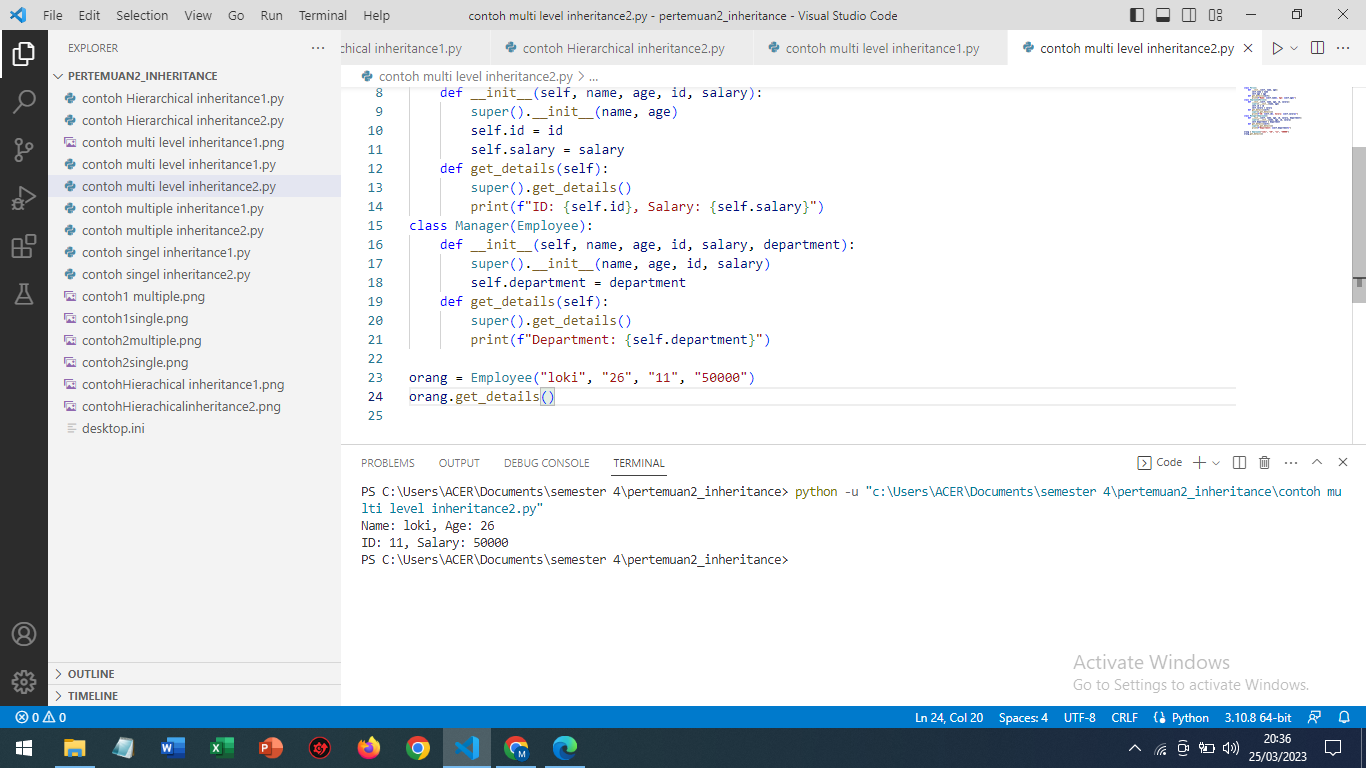 File Edit Selection View Go Run Terminal Help
contoh multi level inheritance2.py - pertemuan2_inheritance - Visual Studio Code
EXPLORER
PERTEMUAN2_INHERITANCE
contoh Hierarchical inheritance1.py
contoh Hierarchical inheritance2.py
contoh multi level inheritance1.png
contoh multi level inheritance1.py
contoh multi level inheritance2.py
contoh multiple inheritance1.py
contoh multiple inheritance2.py
contoh singel inheritance1.py
contoh singel inheritance2.py
contoh1 multiple.png
contoh1single.png
contoh2multiple.png
contoh2single.png
contohHierachical inheritance1.png
contohHierachicalinheritance2.png
desktop.ini
OUTLINE
TIMELINE
chical inheritance1.py
contoh Hierarchical inheritance2.py
contoh multi level inheritance1.py
contoh multi level inheritance2.py
contoh multi level inheritance2.py > ...
8 def __init__(self, name, age, id, salary):
9 super().__init__(name, age)
10 self.id = id
11 self.salary = salary
12 def get_details(self):
13 super().get_details()
14 print(f"ID: {self.id}, Salary: {self.salary}")
15 class Manager(Employee):
16 def __init__(self, name, age, id, salary, department):
17 super().__init__(name, age, id, salary)
18 self.department = department
19 def get_details(self):
20 super().get_details()
21 print(f"Department: {self.department}")
22
23 orang = Employee("loki", "26", "11", "50000")
24 orang.get_details()
25
PROBLEMS OUTPUT DEBUG CONSOLE TERMINAL
Code
PS C:\Users\ACER\Documents\semester 4\pertemuan2_inheritance> python -u "c:\Users\ACER\Documents\semester 4\pertemuan2_inheritance\contoh mu
lti level inheritance2.py"
Name: loki, Age: 26
ID: 11, Salary: 50000
PS C:\Users\ACER\Documents\semester 4\pertemuan2_inheritance>
Activate Windows
Go to Settings to activate Windows.
0 0
Ln 24, Col 20 Spaces: 4 UTF-8 CRLF Python 3.10.8 64-bit
20:36
25/03/2023